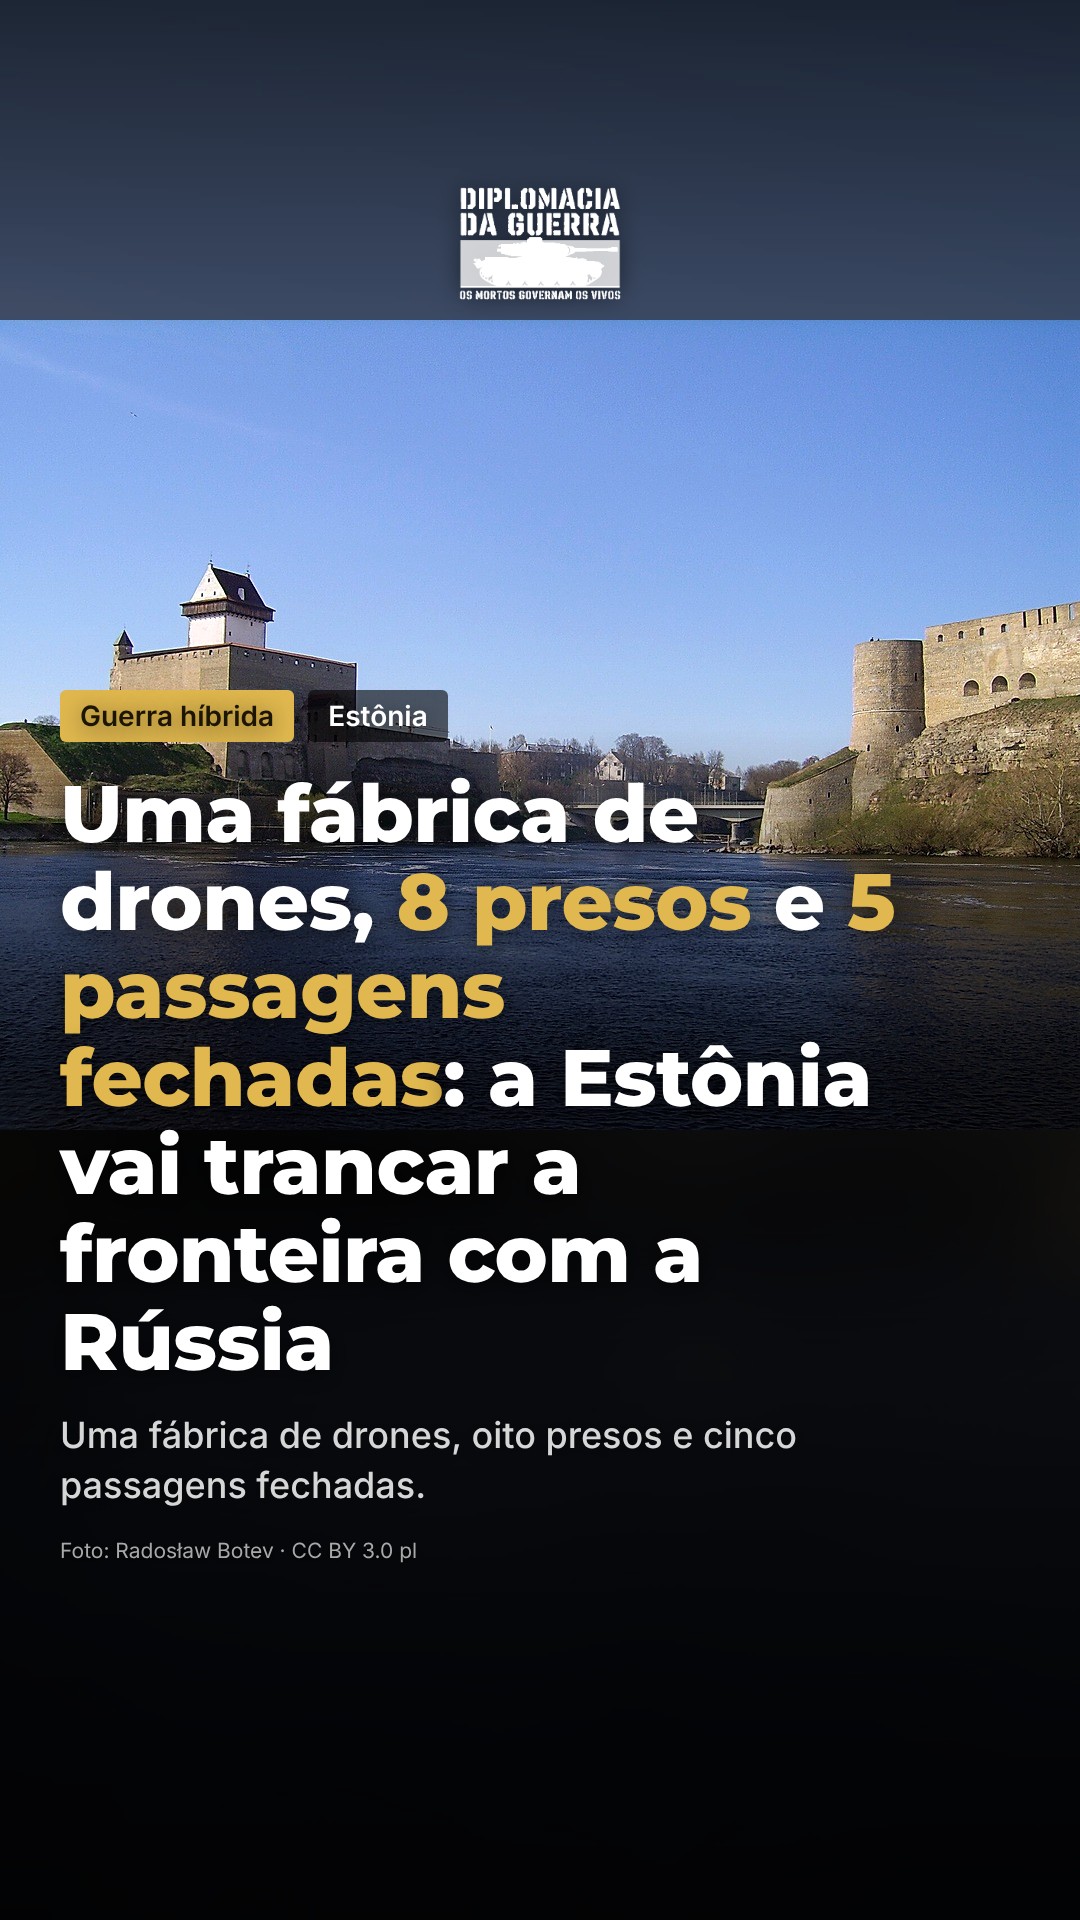 DIPLOMACIA
DA GUERRA
OS MORTOS GOVERNAM OS VIVOS
Guerra híbrida
Estônia
Uma fábrica de
drones, 8 presos e 5
passagens
fechadas: a Estônia
vai trancar a
fronteira com a
Rússia
Uma fábrica de drones, oito presos e cinco
passagens fechadas.
Foto: Radosław Botev · CC BY 3.0 pl